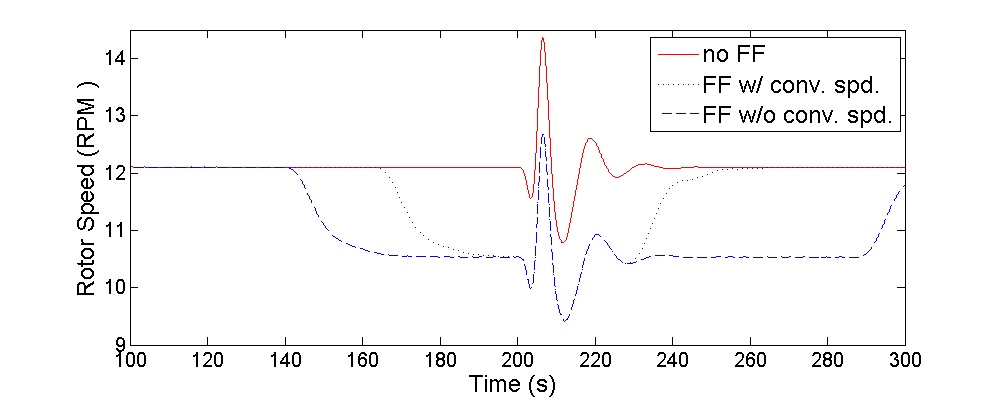 14
13
12
11
10
9
Rotor Speed (RPM )
no FF
FF w/ conv. spd.
FF w/o conv. spd.
100 120 140 160 180 200 220 240 260 280 300
Time (s)